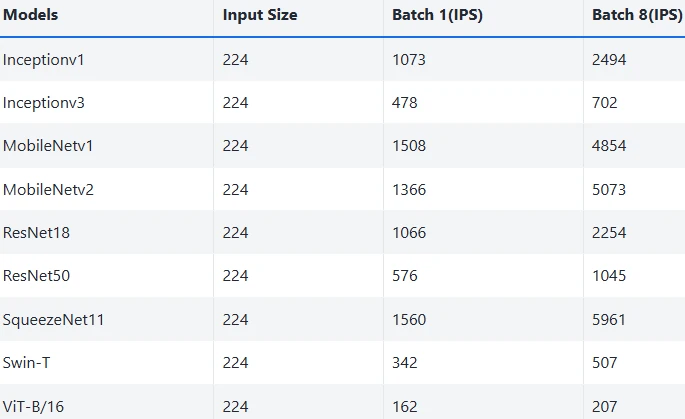 Models Input Size Batch 1(IPS) Batch 8(IPS)
Inceptionv1 224 1073 2494
Inceptionv3 224 478 702
MobileNetv1 224 1508 4854
MobileNetv2 224 1366 5073
ResNet18 224 1066 2254
ResNet50 224 576 1045
SqueezeNet11 224 1560 5961
Swin-T 224 342 507
ViT-B/16 224 162 207